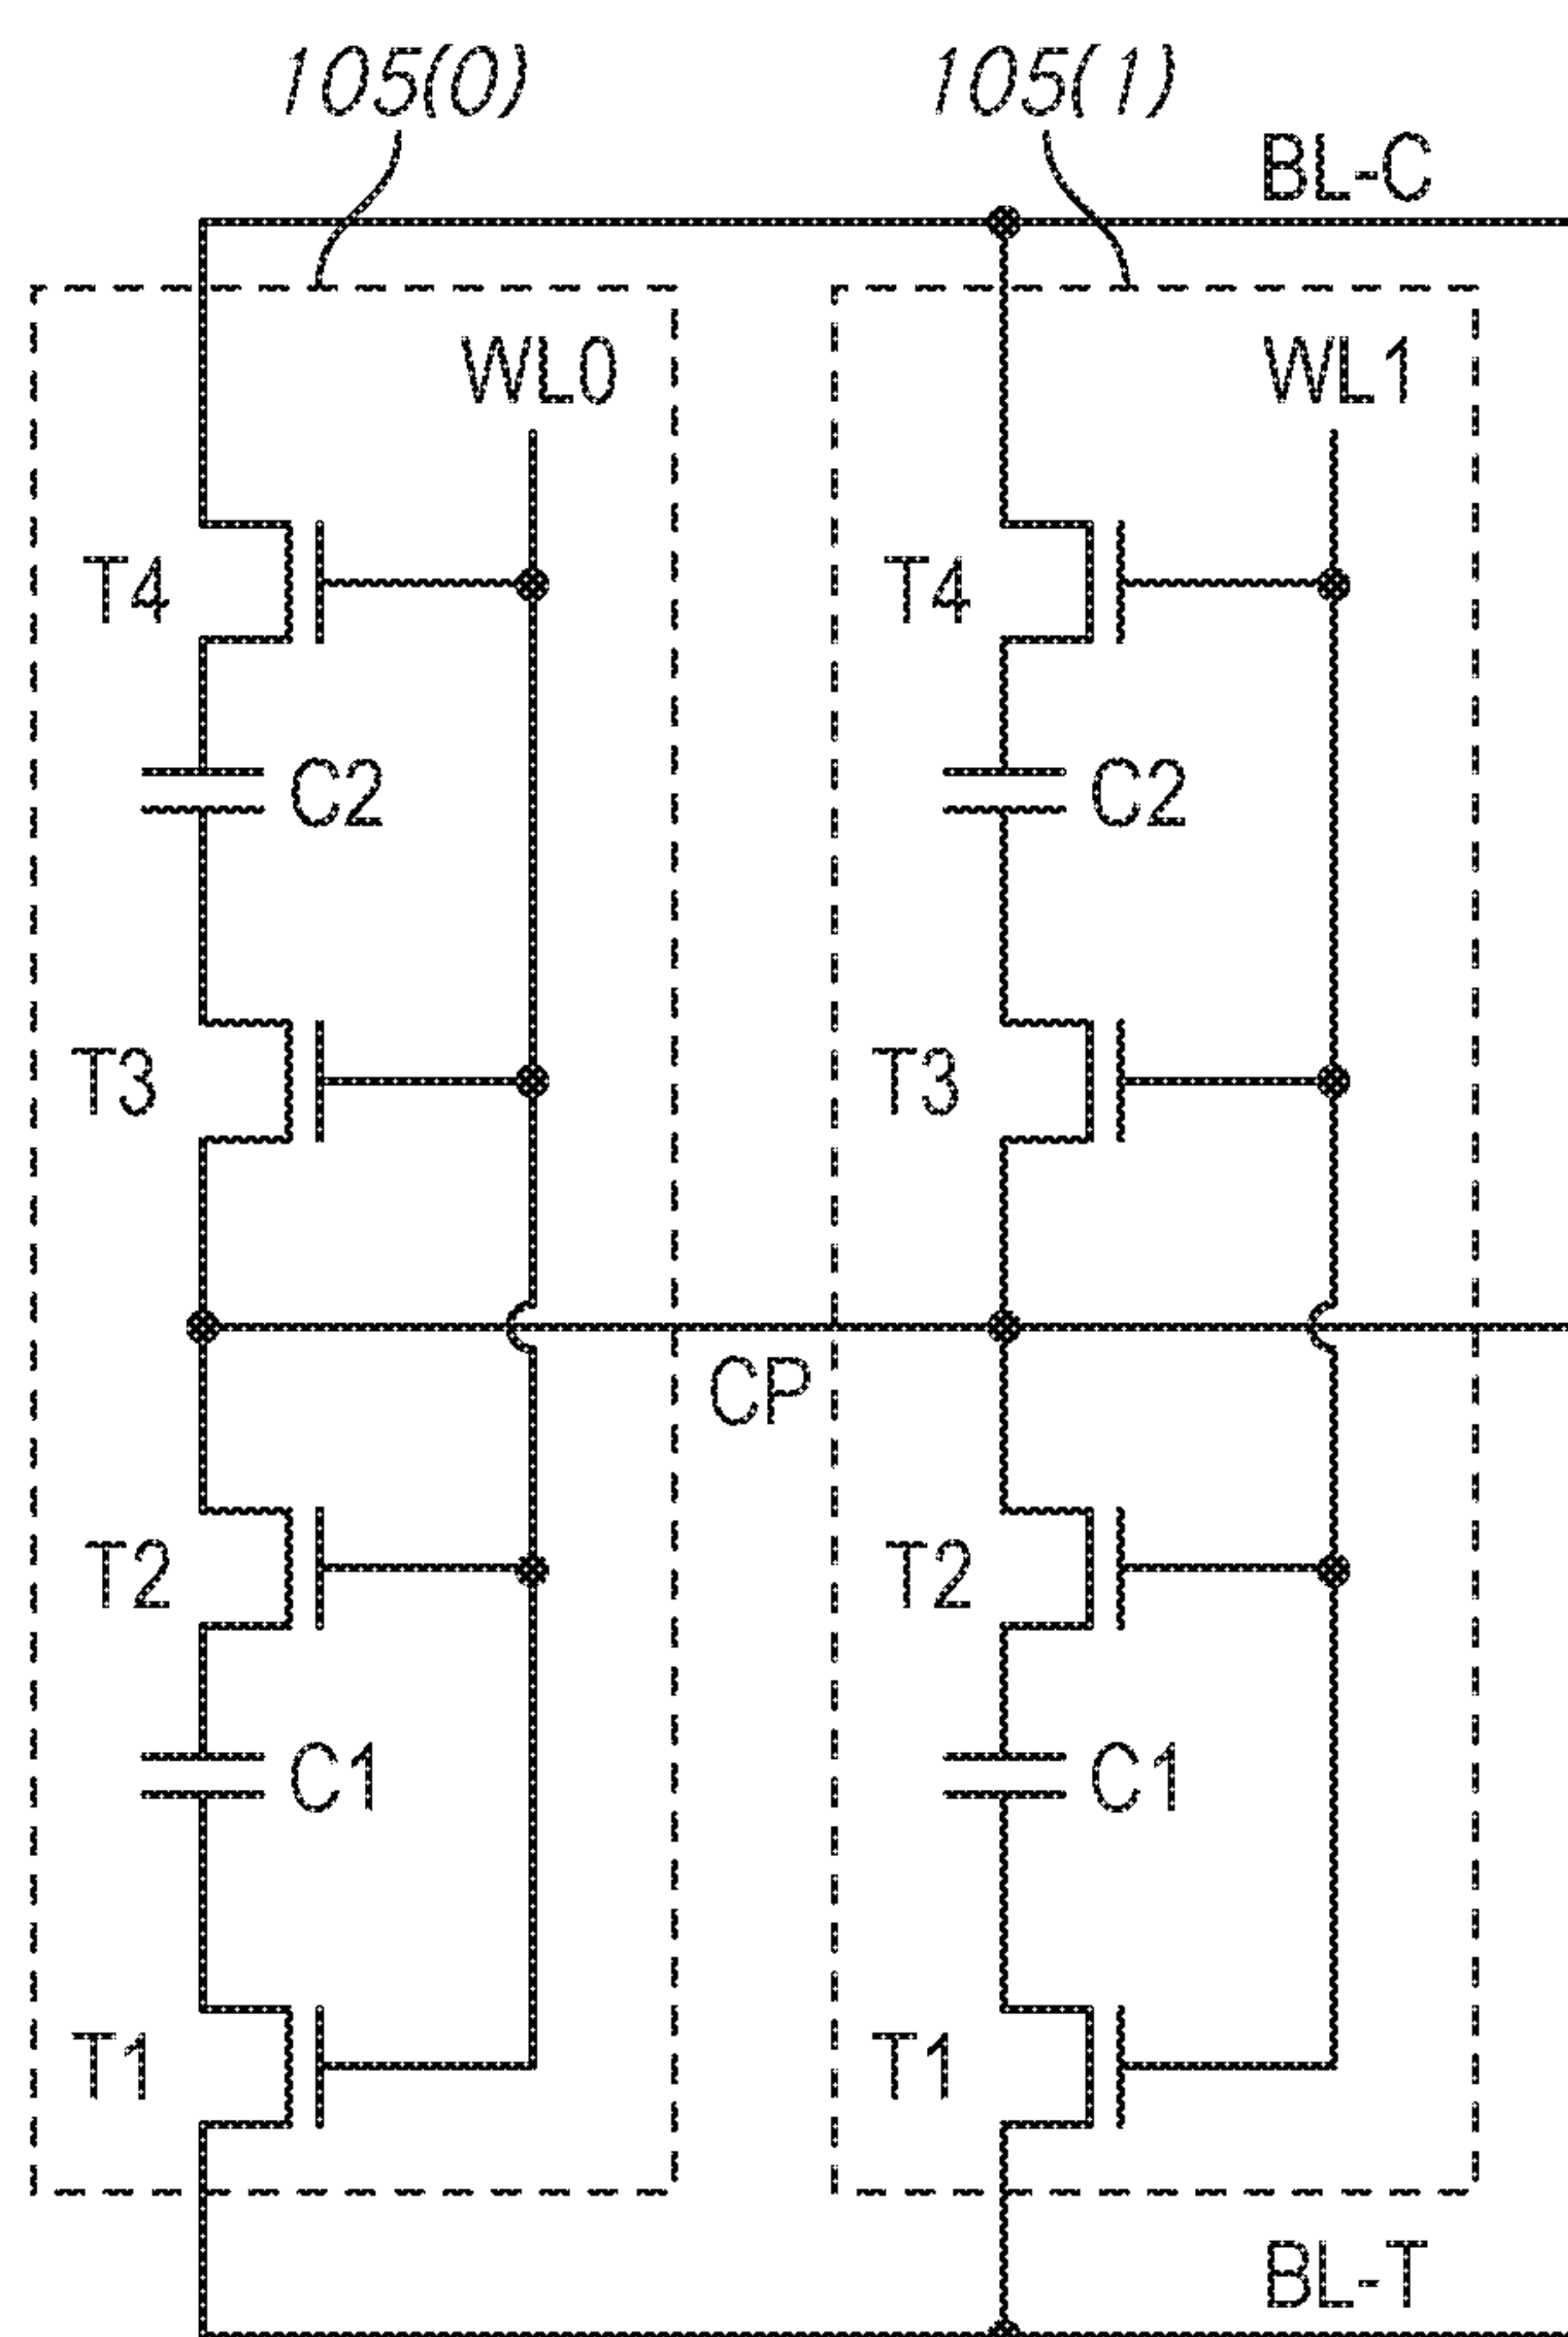 105(0)
105(1)
BL-C
WL0
WL1
T4
T4
C2
C2
T3
T3
CP
T2
T2
C1
C1
T1
T1
BL-T